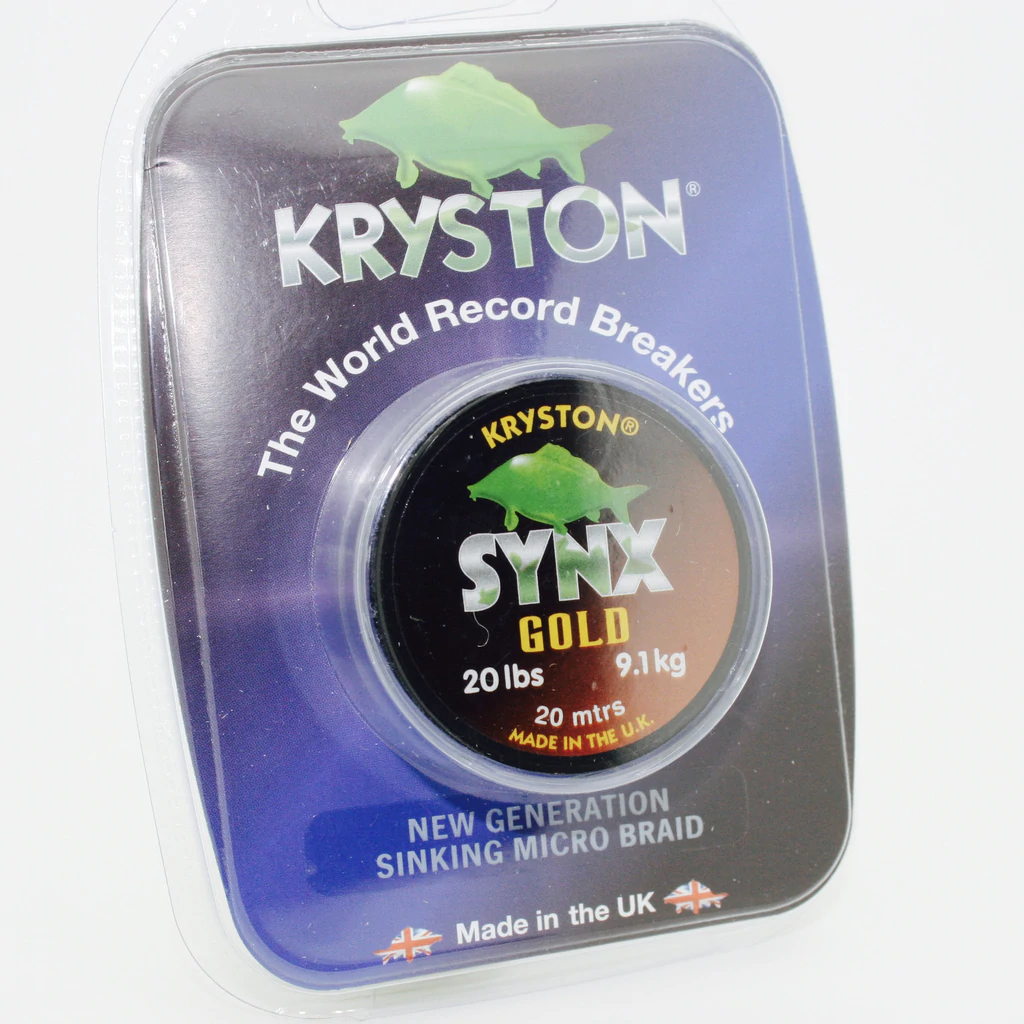 KRYSTON®
The World Record Breakers
KRYSTON®
SYNX
GOLD
20 lbs 9.1 kg
20 mtrs
MADE IN THE U.K.
NEW GENERATION
SINKING MICRO BRAID
Made in the UK